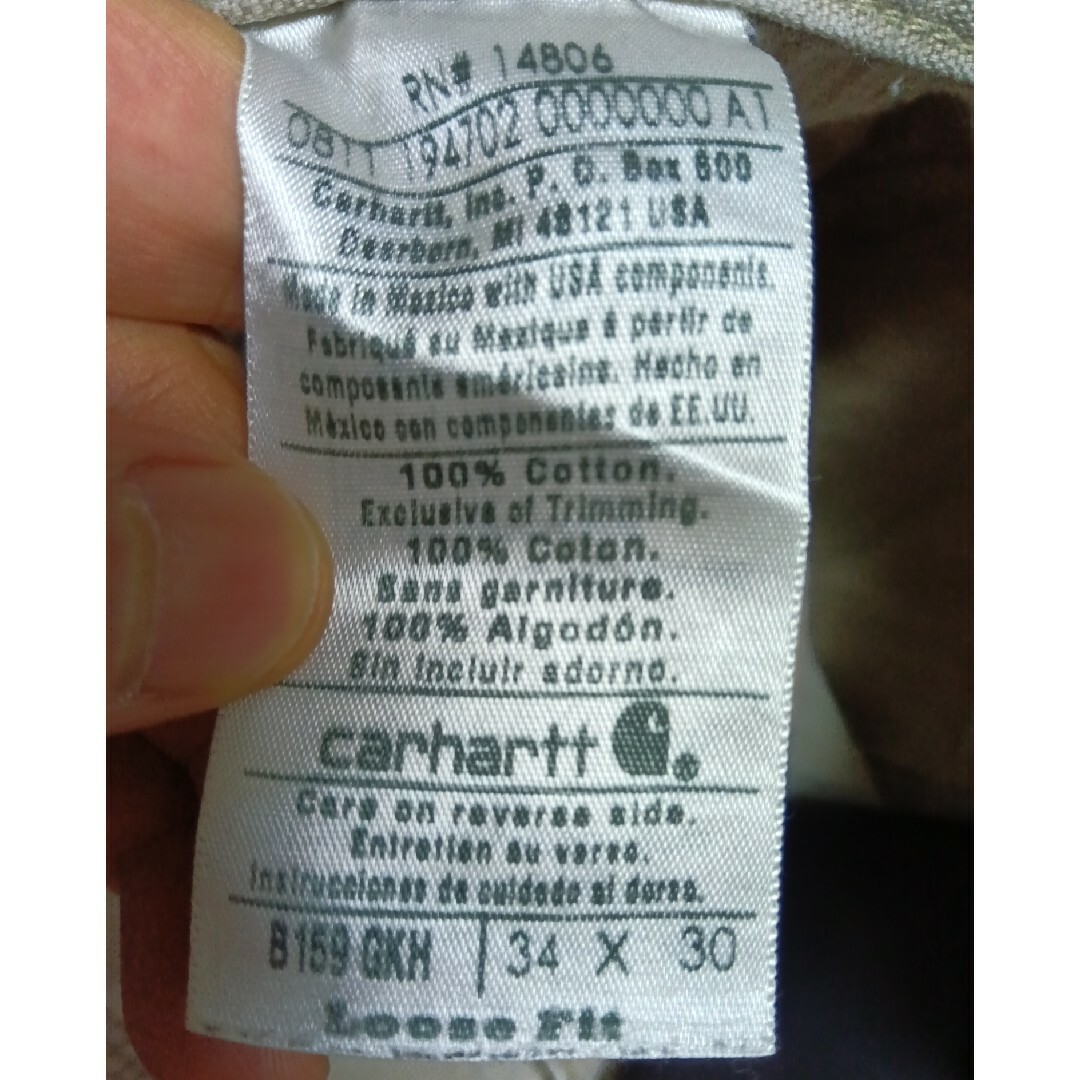 RN# 14806
0811 194702 0000000 A1
Carhartt, Inc. P. O. Box 600
Dearborn, MI 48121 USA
Made in Mexico with USA components.
Fabriqué au Mexique á partir de
composants américains. Hecho en
México con componentes de EE.UU.
100% Cotton.
Exclusive of Trimming.
100% Coton.
Sans garniture.
100% Algodón.
Sin incluir adorno.
carhartt
Care on reverse side.
Entretien au verso.
Instrucciones de cuidado al dorso.
B159 GKH | 34 X 30
Loose Fit